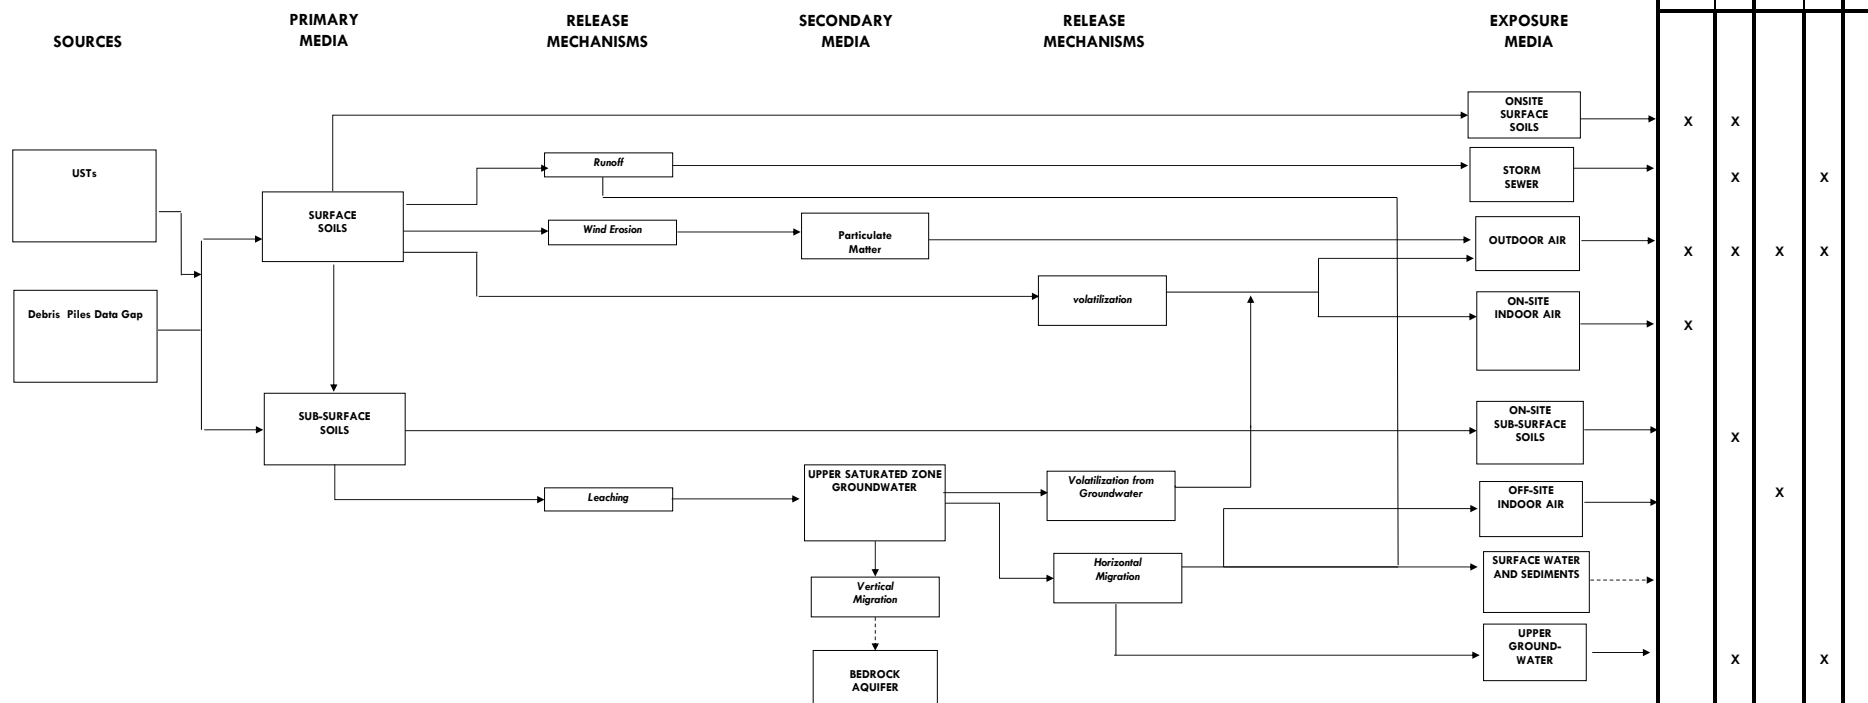 SOURCES
PRIMARY
MEDIA
RELEASE
MECHANISMS
SECONDARY
MEDIA
RELEASE
MECHANISMS
EXPOSURE
MEDIA
USTs
Debris Piles Data Gap
SURFACE
SOILS
SUB-SURFACE
SOILS
Runoff
Wind Erosion
Leaching
Particulate
Matter
UPPER SATURATED ZONE
GROUNDWATER
Vertical
Migration
BEDROCK
AQUIFER
volatilization
Volatilization from
Groundwater
Horizontal
Migration
ONSITE
SURFACE
SOILS
X X
STORM
SEWER
X X
OUTDOOR AIR
X X X X
ON-SITE
INDOOR AIR
X
ON-SITE
SUB-SURFACE
SOILS
X
OFF-SITE
INDOOR AIR
X
SURFACE WATER
AND SEDIMENTS
UPPER
GROUND-
WATER
X X